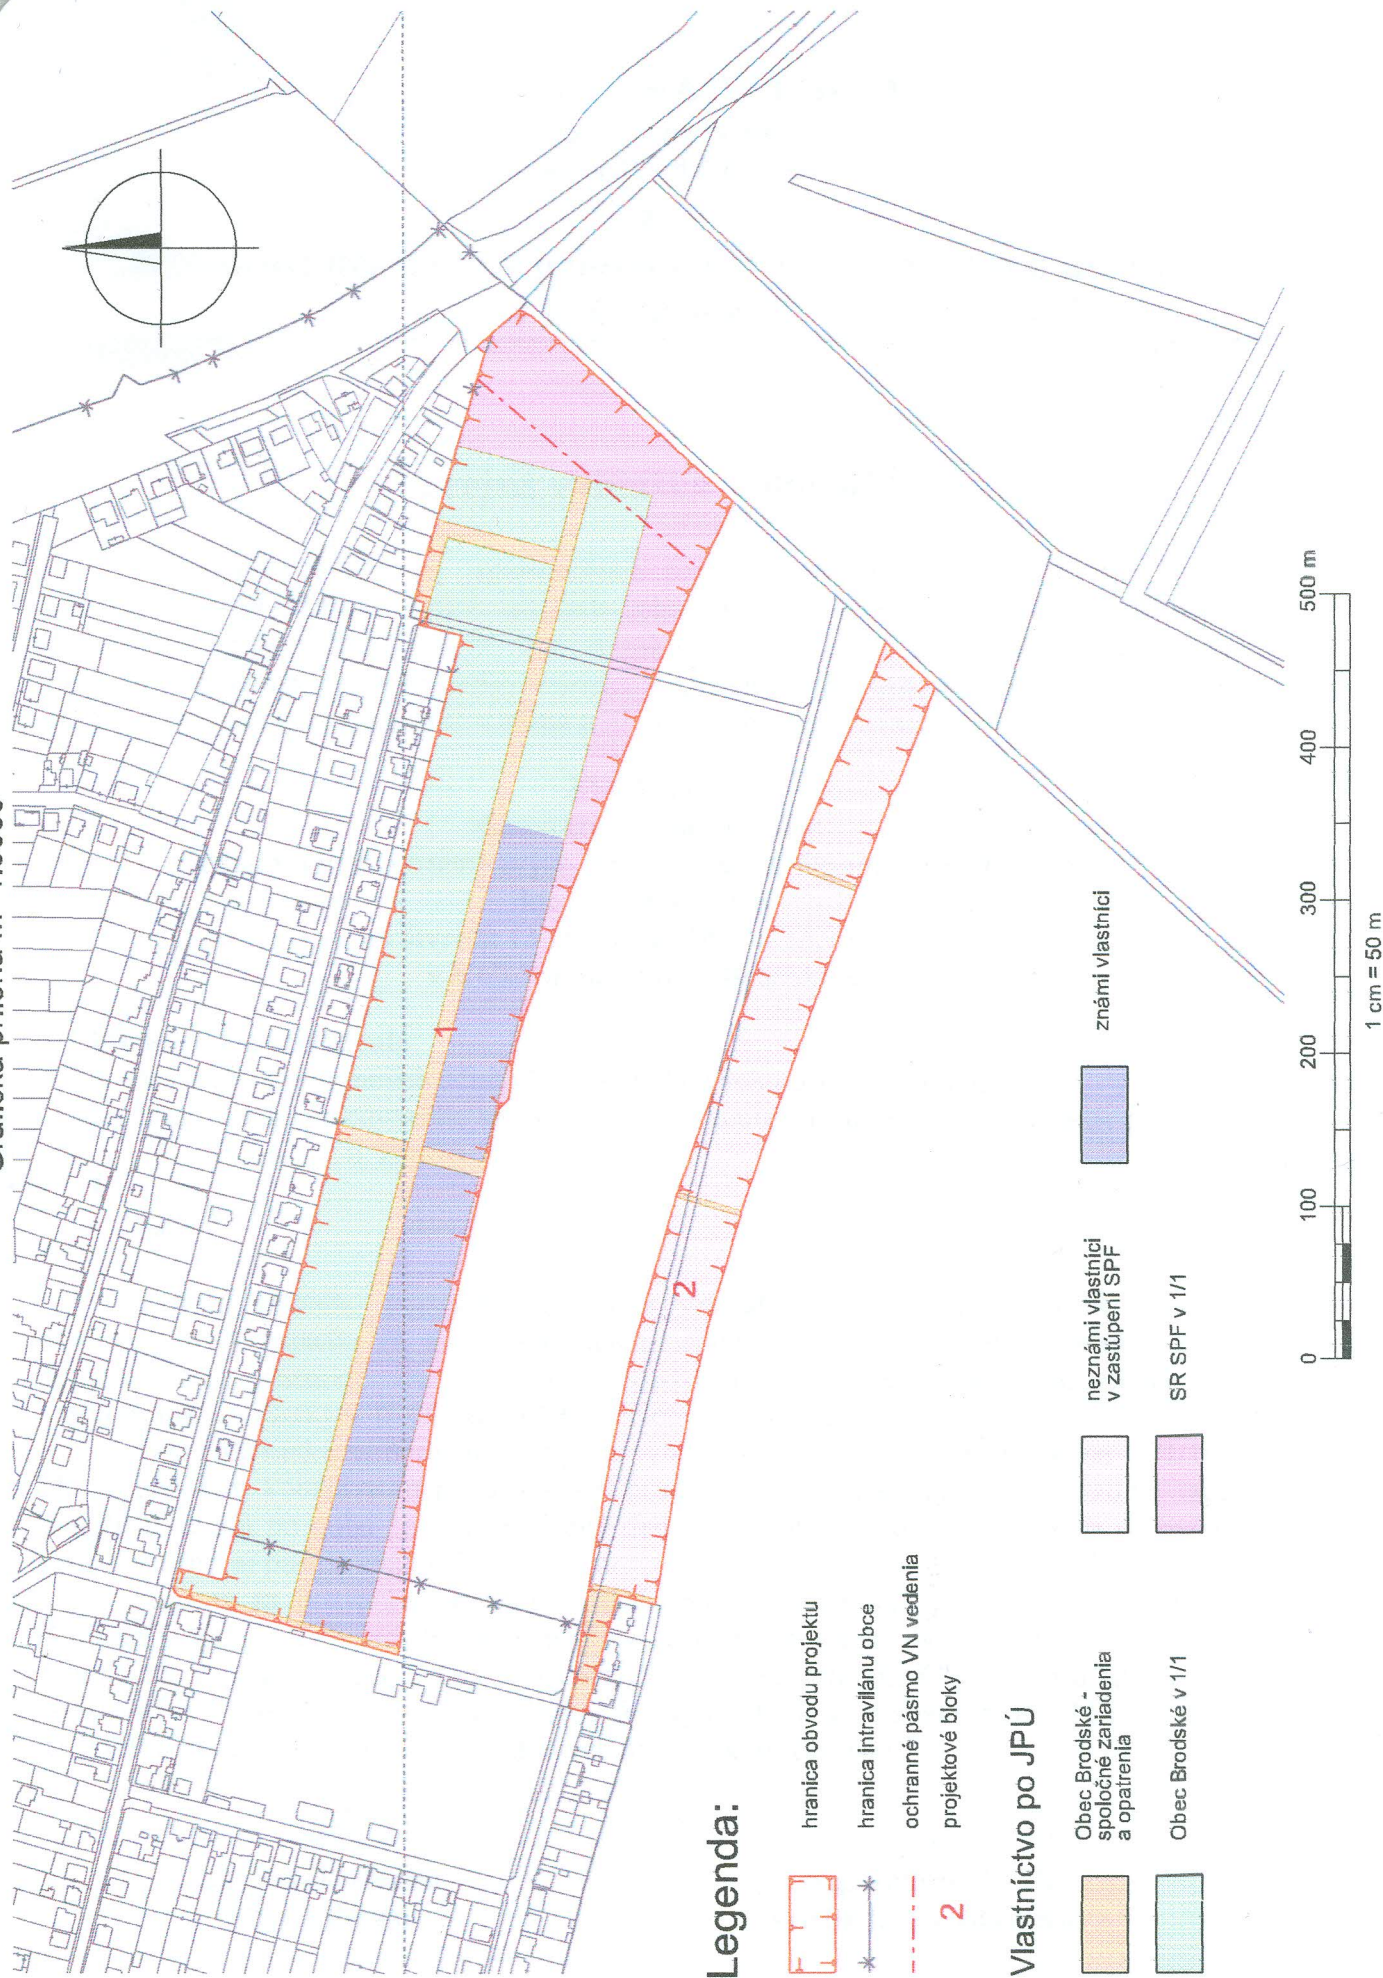 1
2
Legenda:
hranica obvodu projektu
hranica intravilánu obce
ochranné pásmo VN vedenia
2
projektové bloky
Vlastníctvo po JPÚ
Obec Brodské -
spoločné zariadenia
a opatrenia
Obec Brodské v 1/1
neznámi vlastníci
v zastúpení SPF
SR SPF v 1/1
známi vlastníci
0 100 200 300 400 500 m
1 cm = 50 m